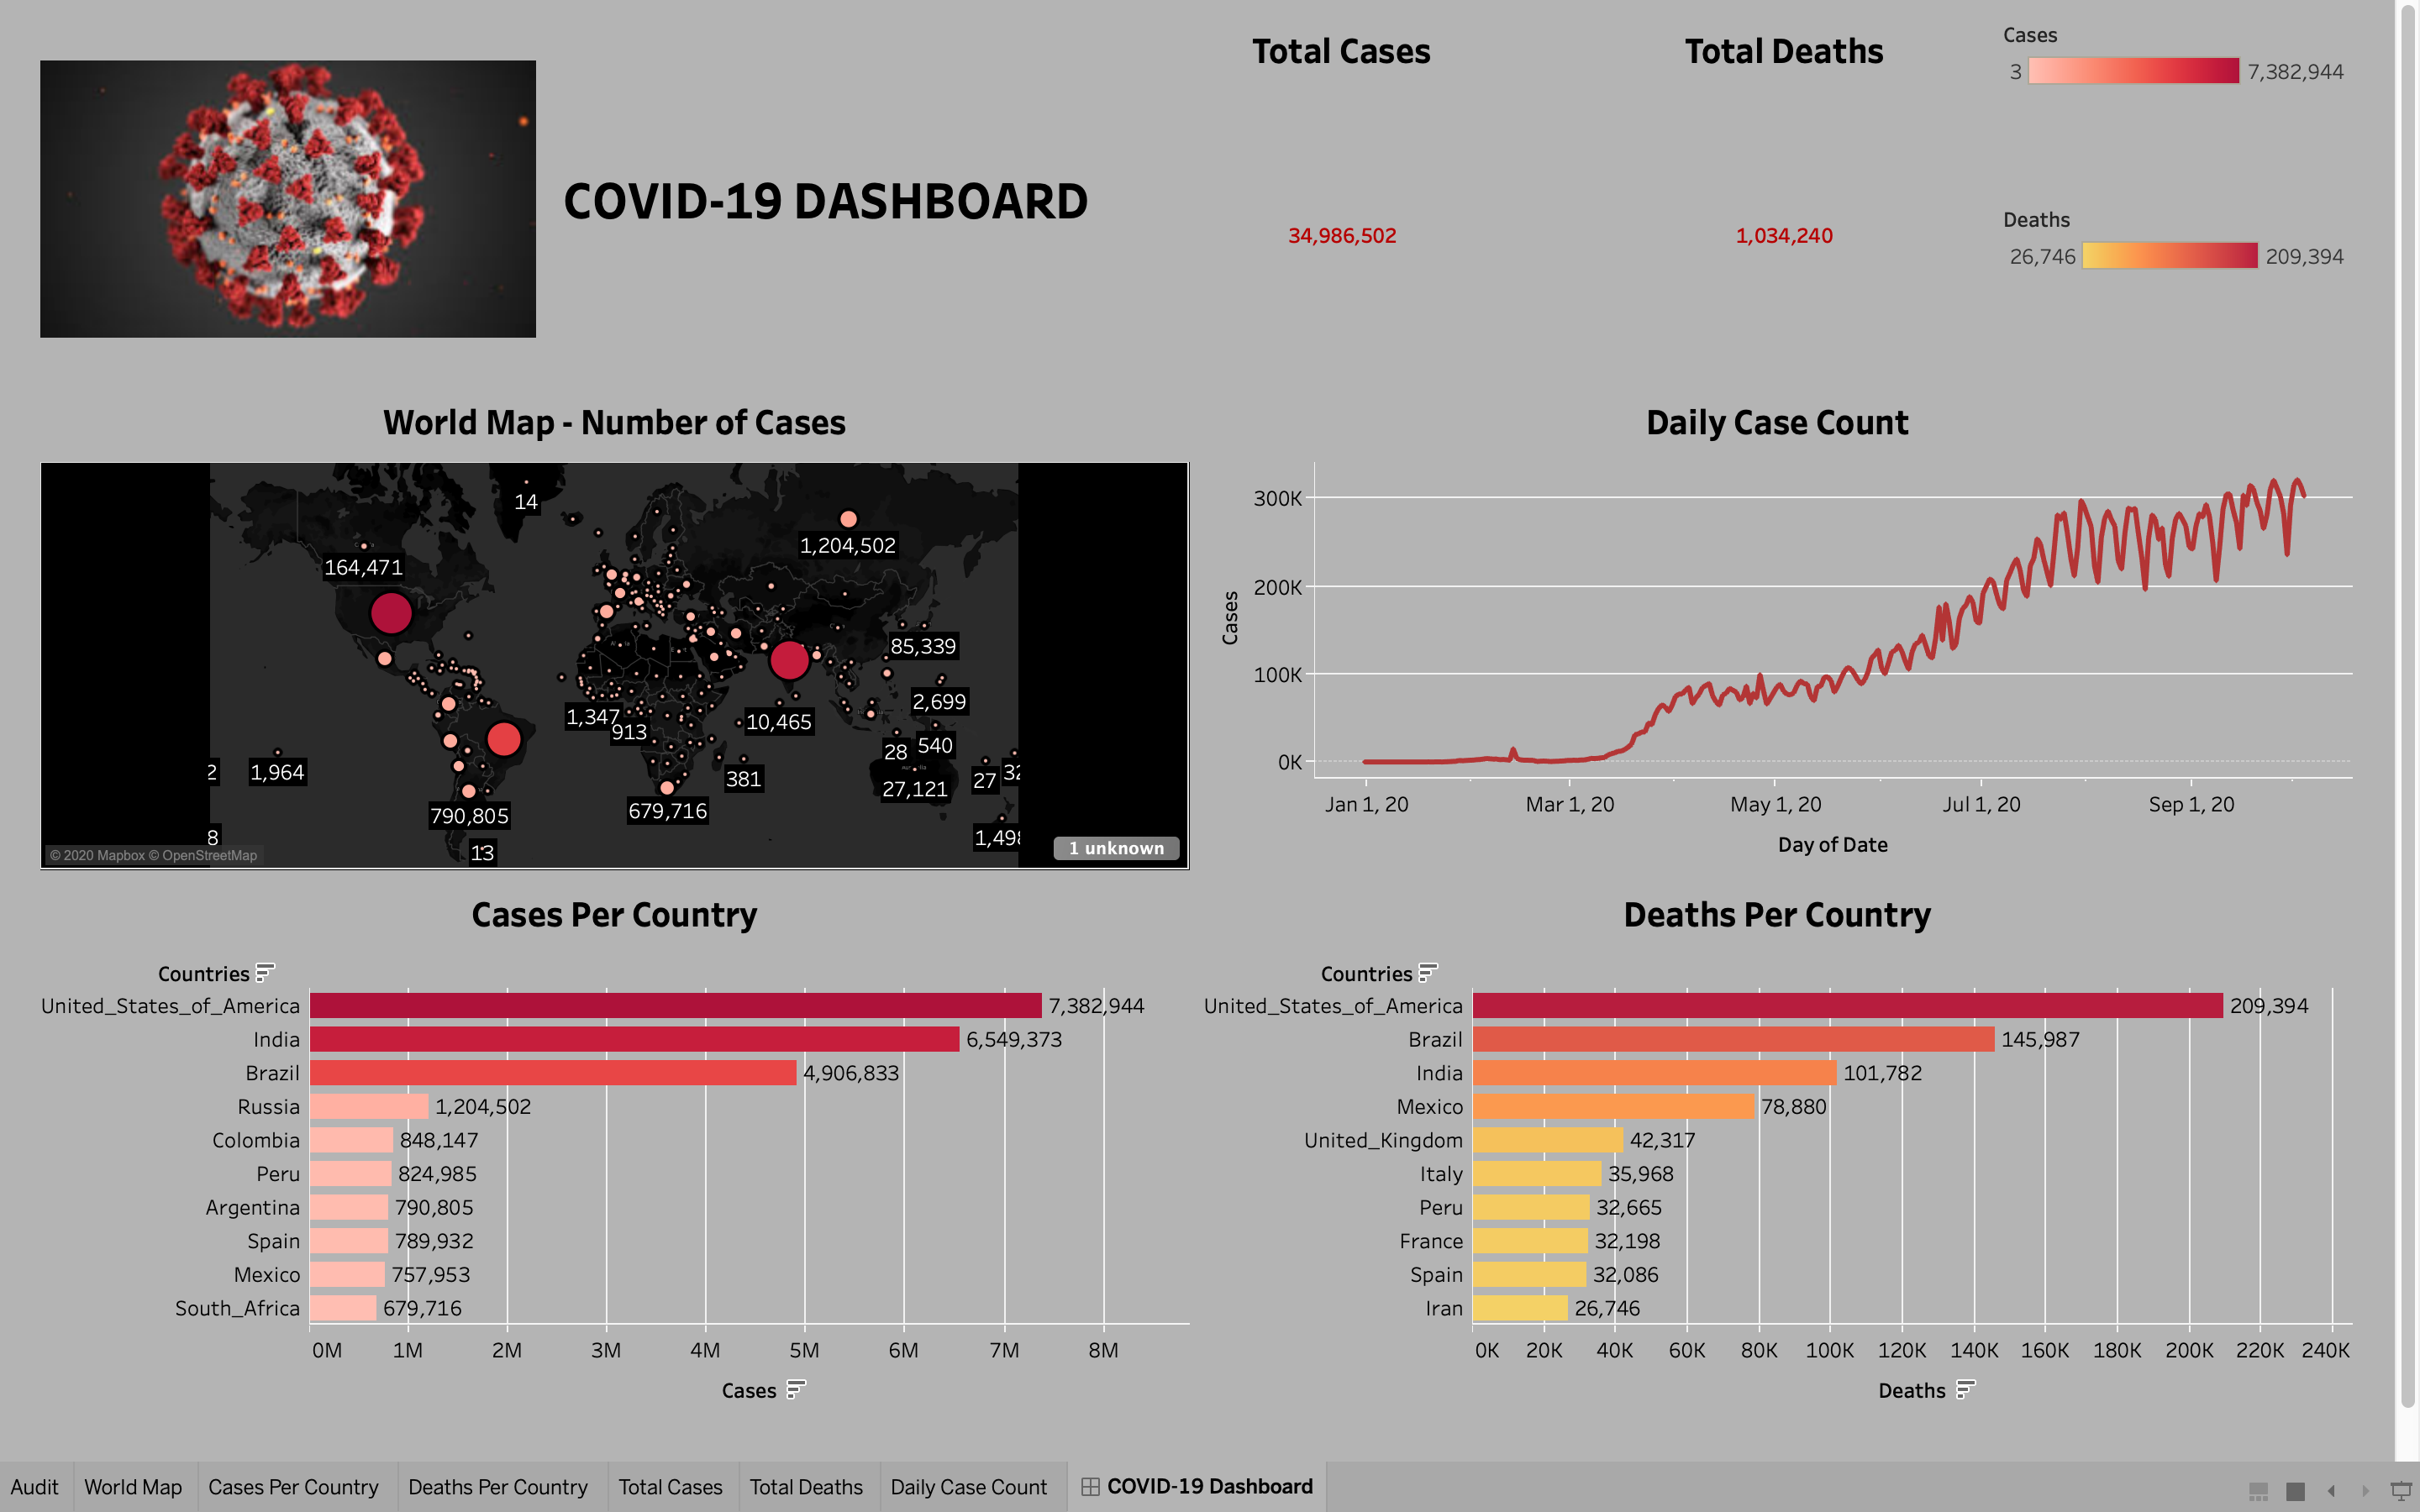 Total Cases
Total Deaths
Cases
3
7,382,944
COVID-19 DASHBOARD
34,986,502
1,034,240
Deaths
26,746
209,394
World Map - Number of Cases
14
1,204,502
164,471
85,339
2,699
1,347
913
10,465
28
540
2
1,964
381
27,121
27
32
790,805
679,716
8
1,498
13
© 2020 Mapbox © OpenStreetMap
1 unknown
Daily Case Count
300K
200K
100K
0K
Cases
Jan 1, 20
Mar 1, 20
May 1, 20
Jul 1, 20
Sep 1, 20
Day of Date
Cases Per Country
Countries
United_States_of_America 7,382,944
India 6,549,373
Brazil 4,906,833
Russia 1,204,502
Colombia 848,147
Peru 824,985
Argentina 790,805
Spain 789,932
Mexico 757,953
South_Africa 679,716
0M 1M 2M 3M 4M 5M 6M 7M 8M
Cases
Deaths Per Country
Countries
United_States_of_America 209,394
Brazil 145,987
India 101,782
Mexico 78,880
United_Kingdom 42,317
Italy 35,968
Peru 32,665
France 32,198
Spain 32,086
Iran 26,746
0K 20K 40K 60K 80K 100K 120K 140K 160K 180K 200K 220K 240K
Deaths
Audit
World Map
Cases Per Country
Deaths Per Country
Total Cases
Total Deaths
Daily Case Count
COVID-19 Dashboard